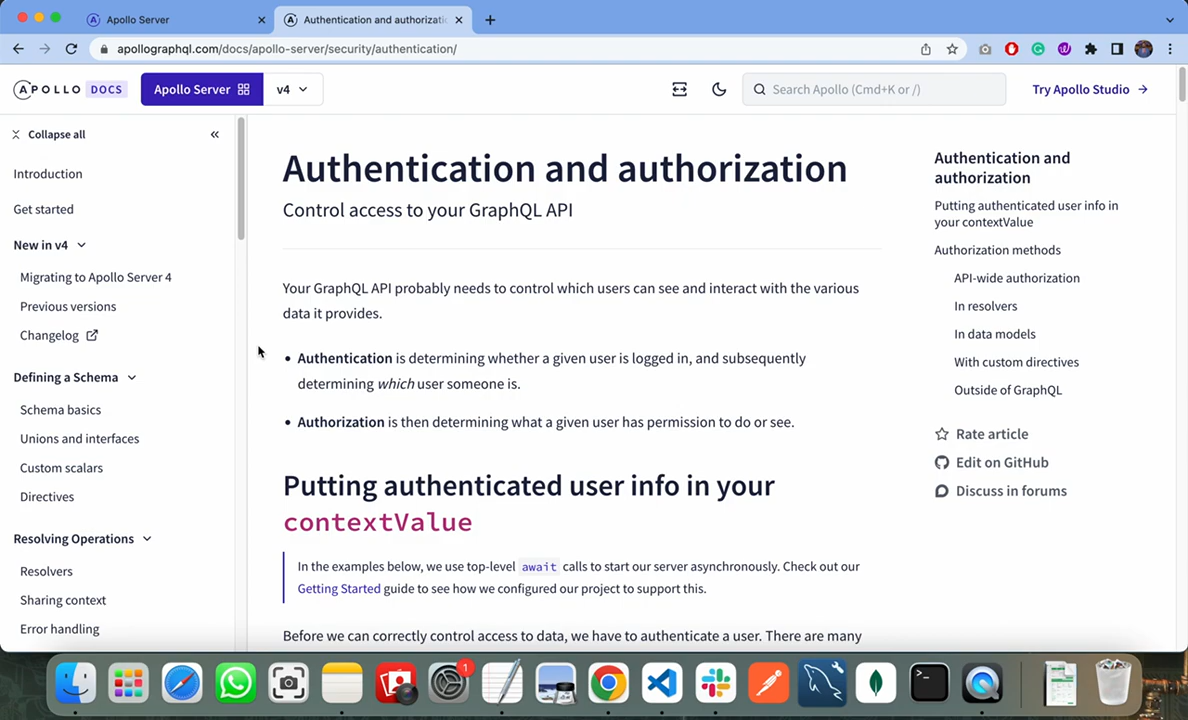 Apollo Server
Authentication and authorizati
apollographql.com/docs/apollo-server/security/authentication/
APOLLO DOCS
Apollo Server
v4
Search Apollo (Cmd+K or /)
Try Apollo Studio
Collapse all
Introduction
Get started
New in v4
Migrating to Apollo Server 4
Previous versions
Changelog
Defining a Schema
Schema basics
Unions and interfaces
Custom scalars
Directives
Resolving Operations
Resolvers
Sharing context
Error handling
Authentication and authorization
Control access to your GraphQL API
Your GraphQL API probably needs to control which users can see and interact with the various
data it provides.
• Authentication is determining whether a given user is logged in, and subsequently
determining which user someone is.
• Authorization is then determining what a given user has permission to do or see.
Putting authenticated user info in your
contextValue
In the examples below, we use top-level await calls to start our server asynchronously. Check out our
Getting Started guide to see how we configured our project to support this.
Before we can correctly control access to data, we have to authenticate a user. There are many
Authentication and
authorization
Putting authenticated user info in
your contextValue
Authorization methods
API-wide authorization
In resolvers
In data models
With custom directives
Outside of GraphQL
Rate article
Edit on GitHub
Discuss in forums
1